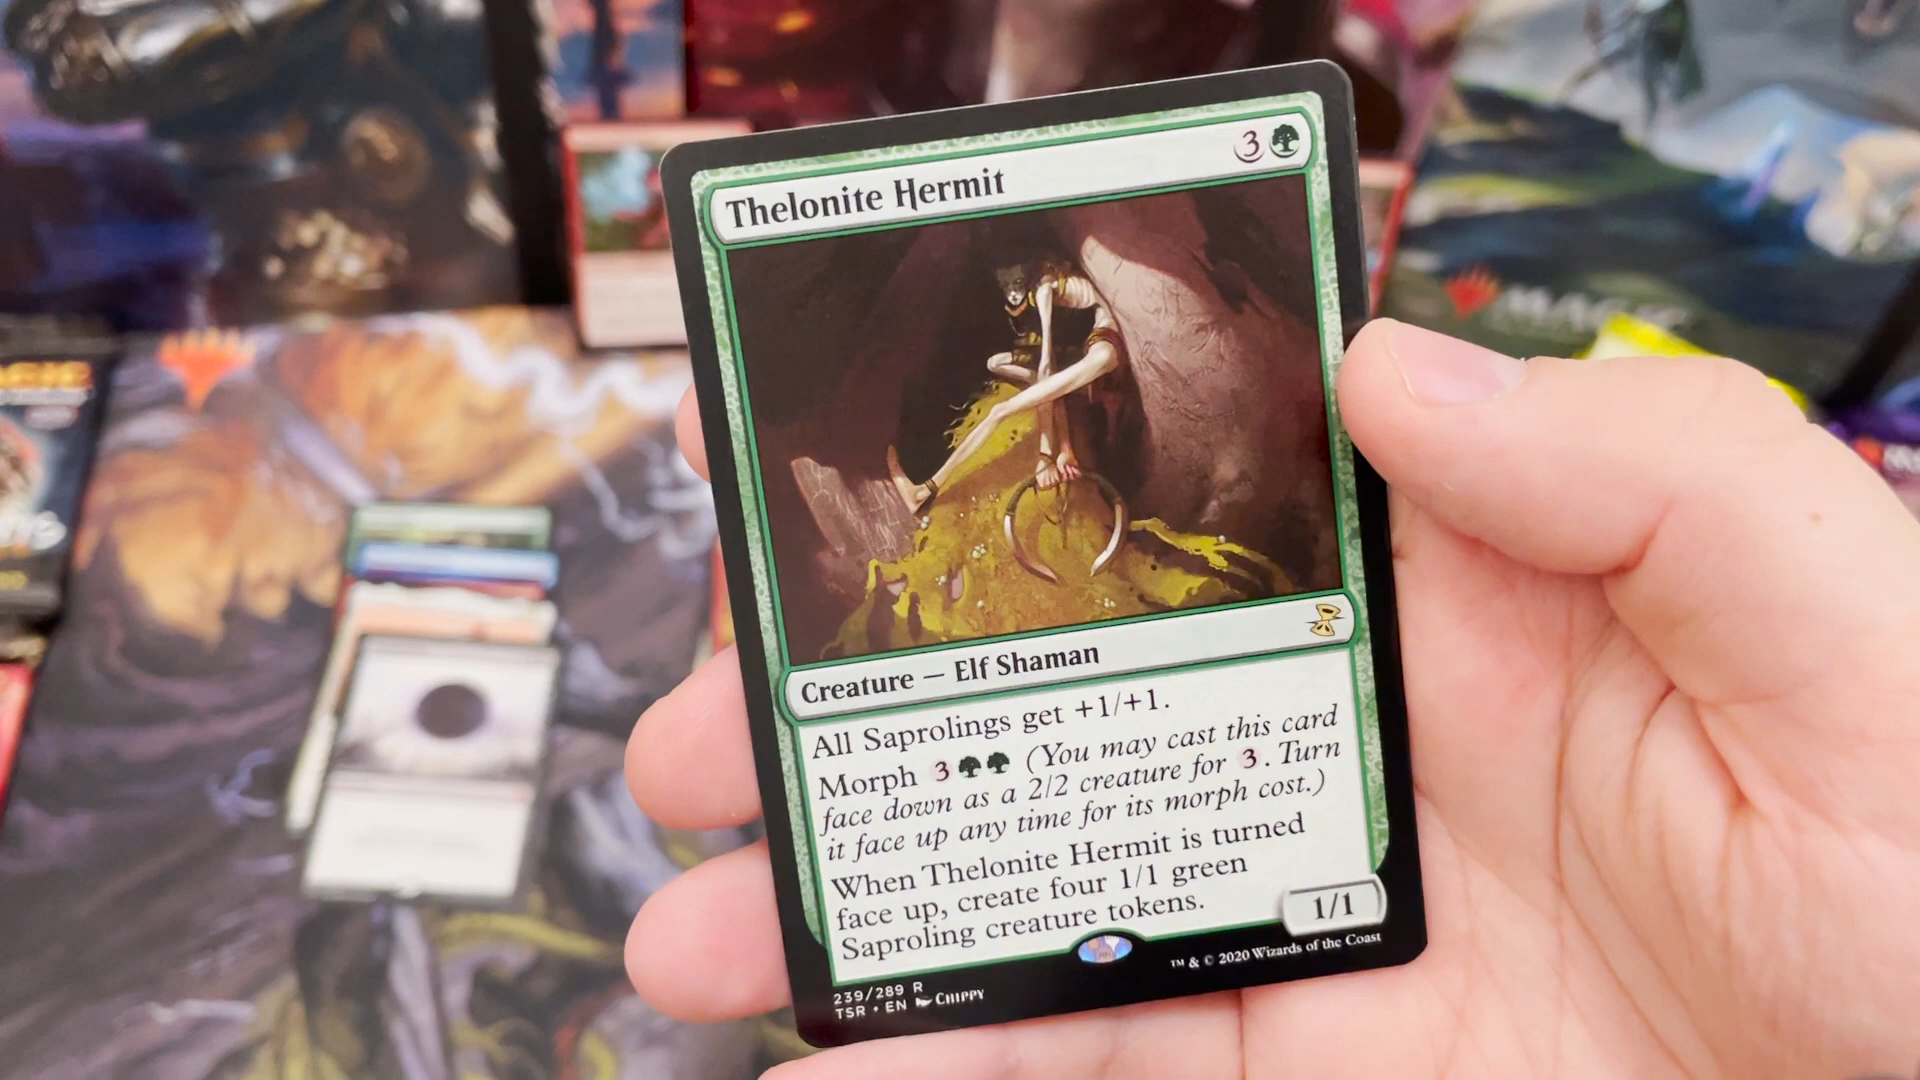 Thelonite Hermit 3
Creature — Elf Shaman
All Saprolings get +1/+1.
Morph 3 (You may cast this card
face down as a 2/2 creature for 3. Turn
it face up any time for its morph cost.)
When Thelonite Hermit is turned
face up, create four 1/1 green
Saproling creature tokens.
1/1
™ & © 2020 Wizards of the Coast
239/289 R
TSR • EN CHIPPY
MAGIC